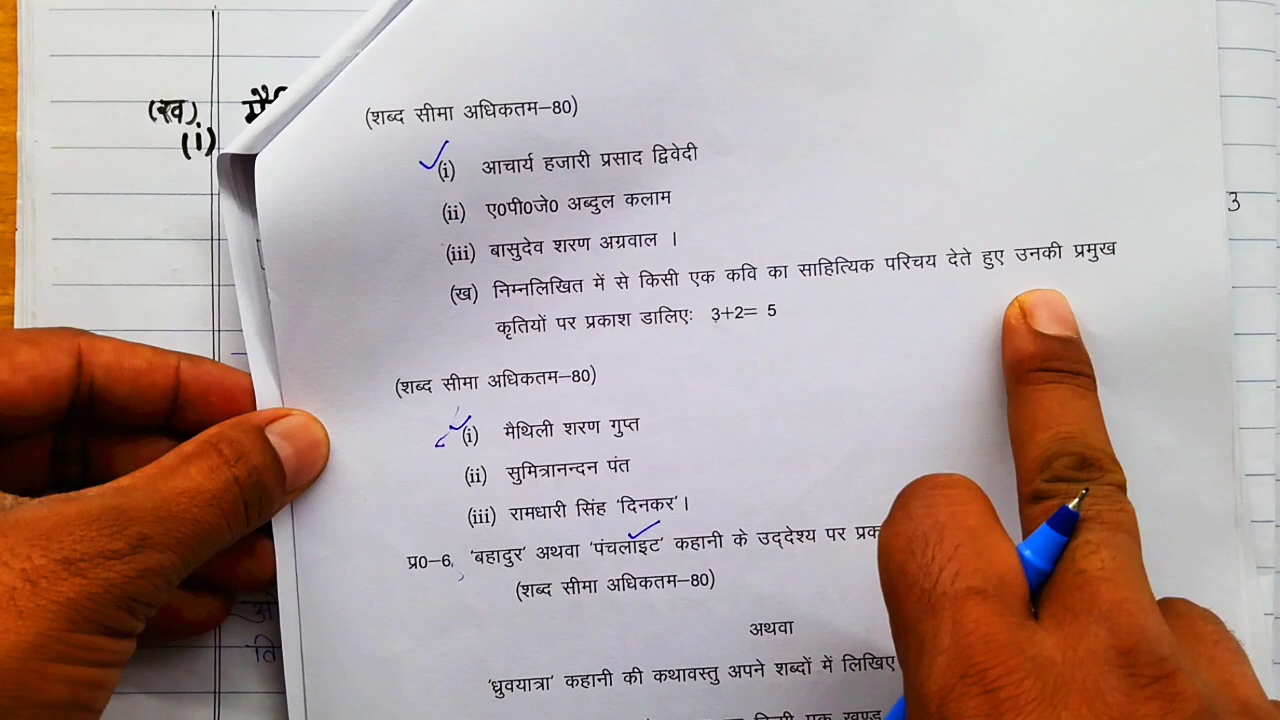 (ख)
(i)
(शब्द सीमा अधिकतम–80)
(i) आचार्य हजारी प्रसाद द्विवेदी
(ii) ए0पी0जे0 अब्दुल कलाम
(iii) बासुदेव शरण अग्रवाल ।
3
(ख) निम्नलिखित में से किसी एक कवि का साहित्यिक परिचय देते हुए उनकी प्रमुख
कृतियों पर प्रकाश डालिएः 3+2= 5
(शब्द सीमा अधिकतम–80)
(i) मैथिली शरण गुप्त
(ii) सुमित्रानन्दन पंत
(iii) रामधारी सिंह 'दिनकर' ।
प्र0–6, 'बहादुर' अथवा 'पंचलाइट' कहानी के उद्देश्य पर
(शब्द सीमा अधिकतम–80)
अथवा
'ध्रुवयात्रा' कहानी की कथावस्तु अपने शब्दों में लिखिए